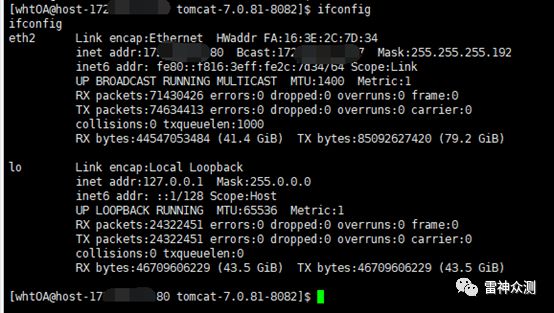 [whtOA@host-172 tomcat-7.0.81-8082]$ ifconfig
ifconfig
eth2 Link encap:Ethernet HWaddr FA:16:3E:2C:7D:34
inet addr:172 80 Bcast:172 7 Mask:255.255.255.192
inet6 addr: fe80::f816:3eff:fe2c:7d34/64 Scope:Link
UP BROADCAST RUNNING MULTICAST MTU:1400 Metric:1
RX packets:71430426 errors:0 dropped:0 overruns:0 frame:0
TX packets:74634413 errors:0 dropped:0 overruns:0 carrier:0
collisions:0 txqueuelen:1000
RX bytes:44547053484 (41.4 GiB) TX bytes:85092627420 (79.2 GiB)
lo Link encap:Local Loopback
inet addr:127.0.0.1 Mask:255.0.0.0
inet6 addr: ::1/128 Scope:Host
UP LOOPBACK RUNNING MTU:65536 Metric:1
RX packets:24322451 errors:0 dropped:0 overruns:0 frame:0
TX packets:24322451 errors:0 dropped:0 overruns:0 carrier:0
collisions:0 txqueuelen:0
RX bytes:46709606229 (43.5 GiB) TX bytes:46709606229 (43.5 GiB)
[whtOA@host-17 80 tomcat-7.0.81-8082]$
雷神众测